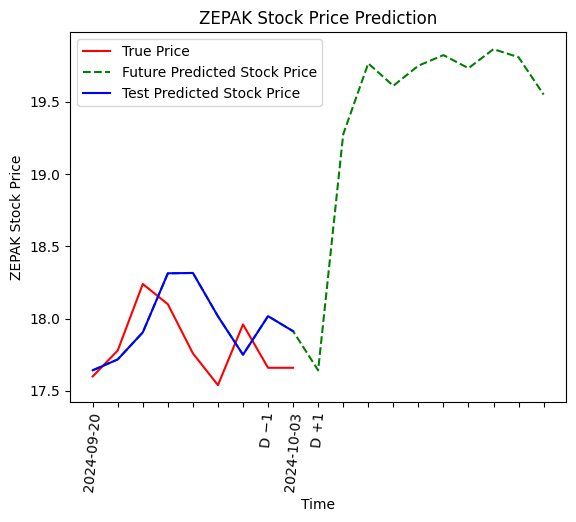 ZEPAK Stock Price Prediction
True Price
Future Predicted Stock Price
Test Predicted Stock Price
ZEPAK Stock Price
19.5
19.0
18.5
18.0
17.5
2024-09-20
D −1
2024-10-03
D +1
Time